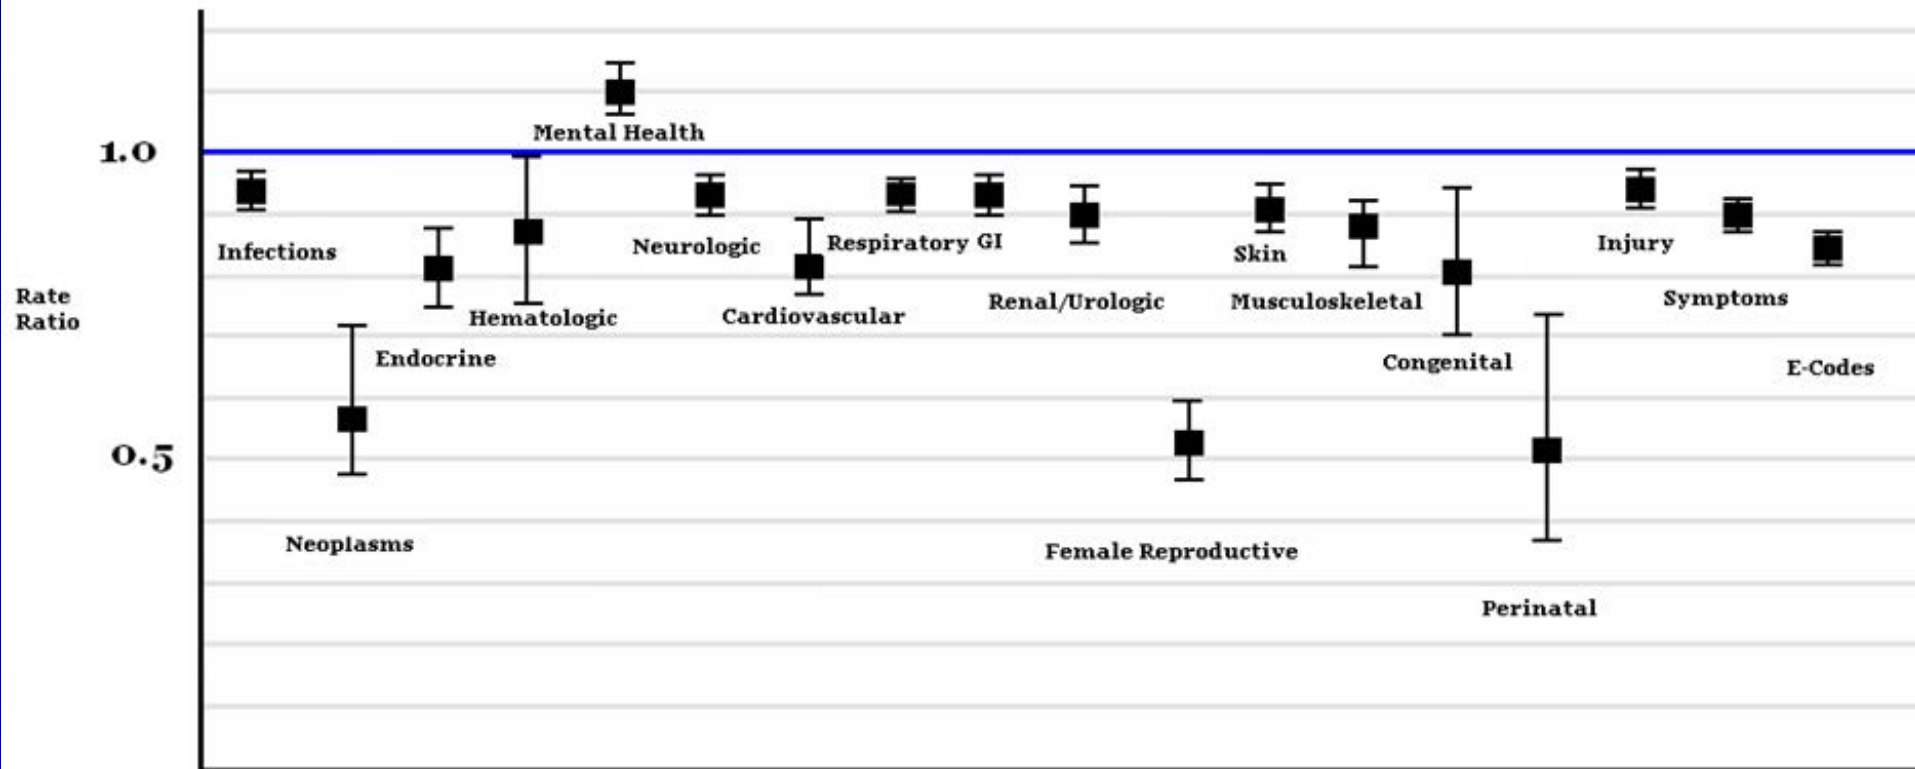 Mental Health
1.0
Infections
Neurologic
Respiratory GI
Skin
Injury
Rate
Ratio
Hematologic
Cardiovascular
Renal/Urologic
Musculoskeletal
Symptoms
Endocrine
Congenital
E-Codes
0.5
Neoplasms
Female Reproductive
Perinatal